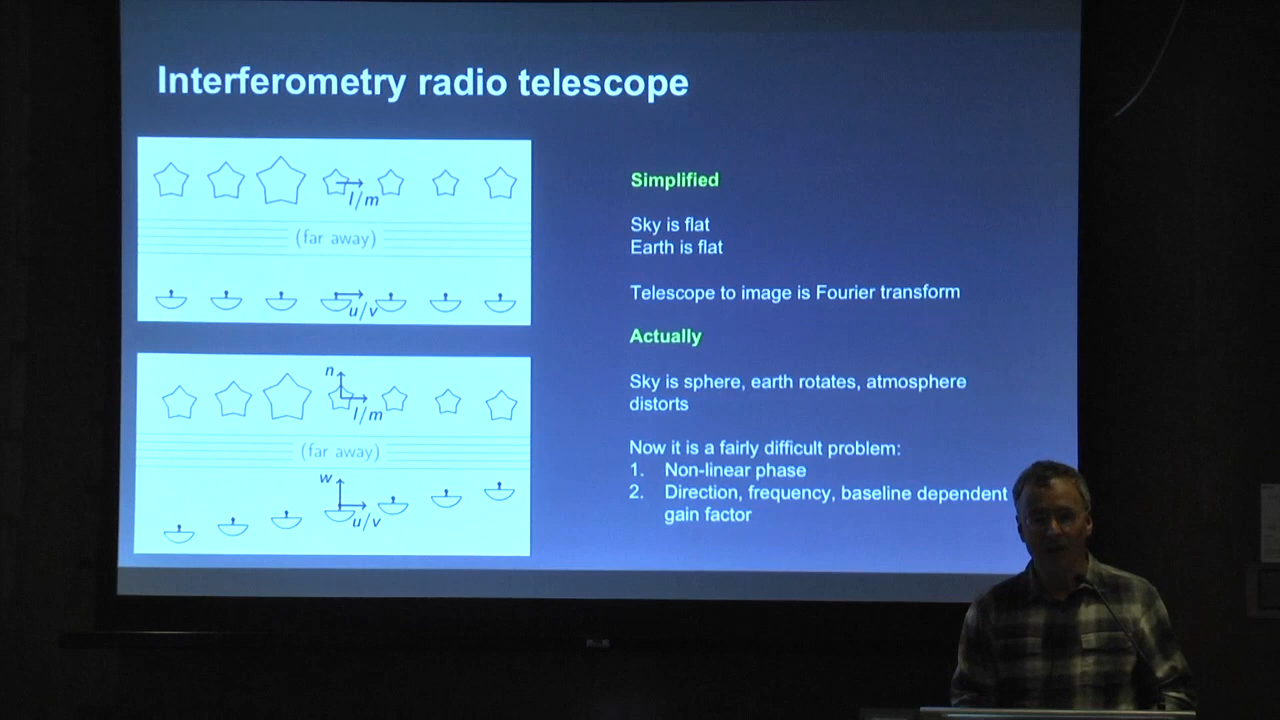 Interferometry radio telescope
l/m
(far away)
u/v
n
l/m
(far away)
w
u/v
Simplified
Sky is flat
Earth is flat
Telescope to image is Fourier transform
Actually
Sky is sphere, earth rotates, atmosphere
distorts
Now it is a fairly difficult problem:
1. Non-linear phase
2. Direction, frequency, baseline dependent
gain factor